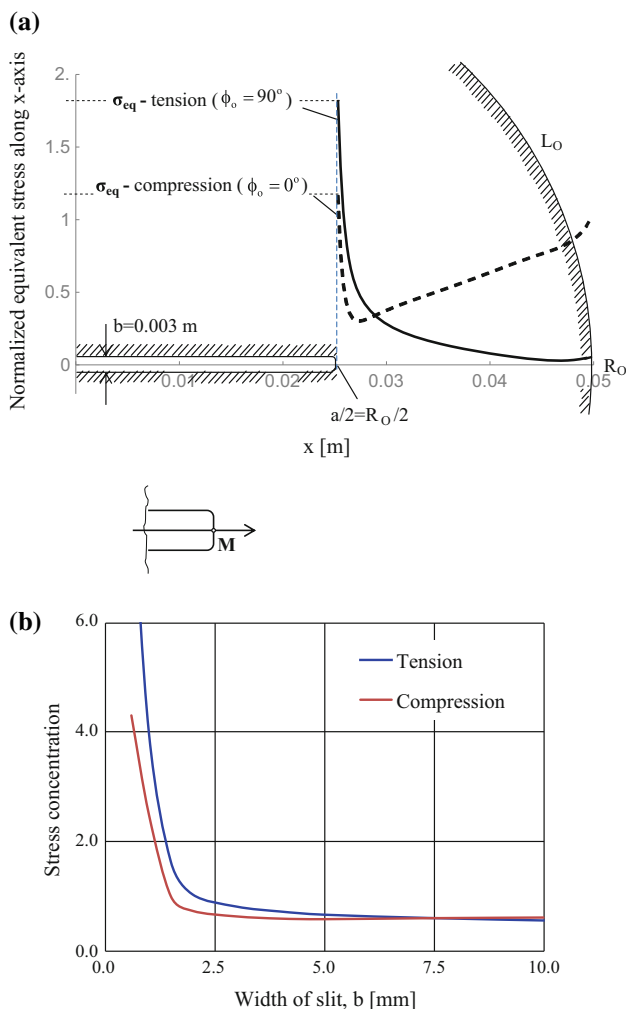 (a)
Normalized equivalent stress along x-axis
2.
1.5
1
0.5
0
σeq - tension ( ϕo = 90° )
σeq - compression ( ϕo = 0° )
b=0.003 m
LO
RO
0.01
0.02
0.03
0.04
0.05
a/2=RO/2
x [m]
M
(b)
Stress concentration
6.0
4.0
2.0
0.0
Tension
Compression
0.0 2.5 5.0 7.5 10.0
Width of slit, b [mm]